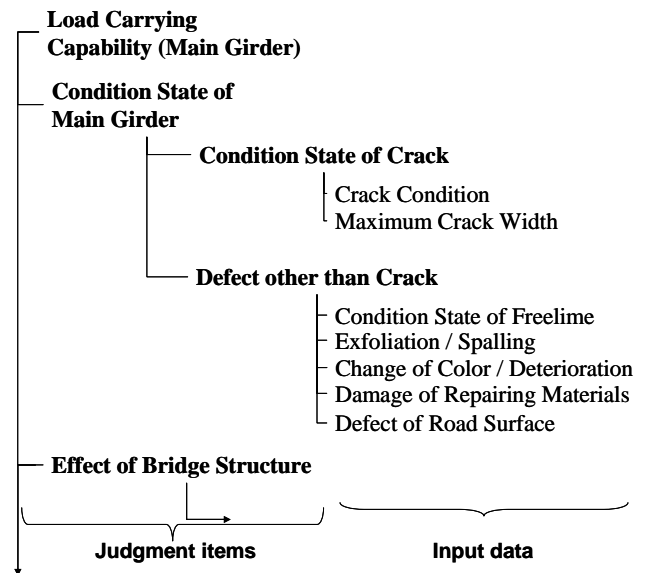 Load Carrying
Capability (Main Girder)
Condition State of
Main Girder
Condition State of Crack
Crack Condition
Maximum Crack Width
Defect other than Crack
Condition State of Freelime
Exfoliation / Spalling
Change of Color / Deterioration
Damage of Repairing Materials
Defect of Road Surface
Effect of Bridge Structure
Judgment items
Input data